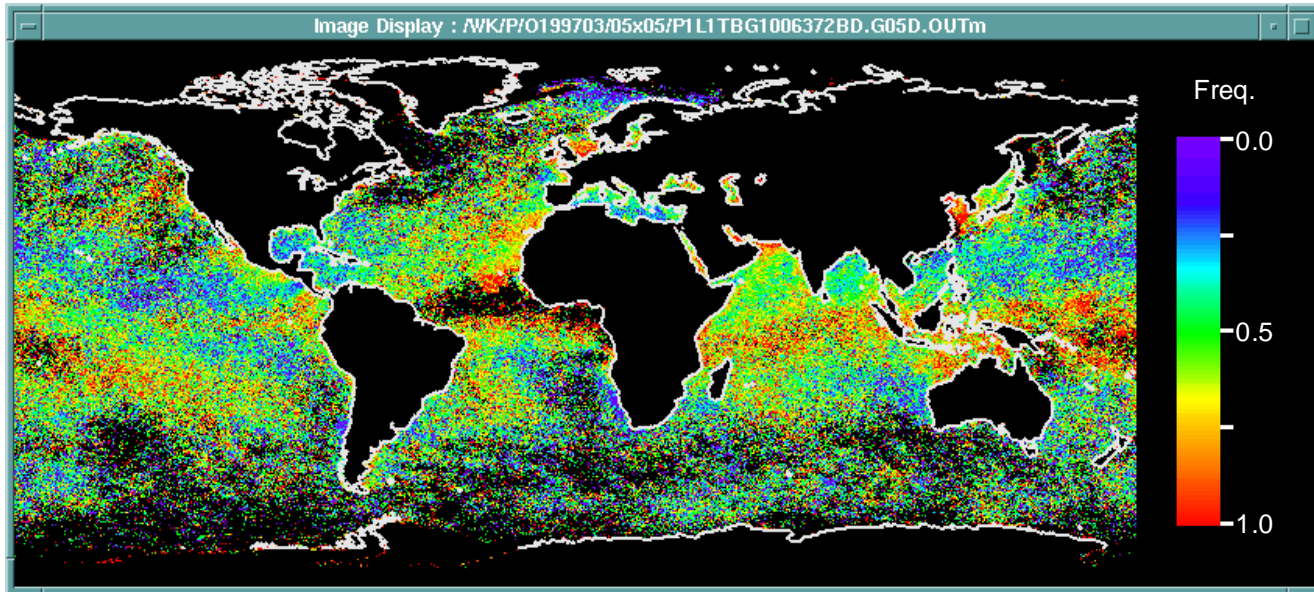 Image Display : /WK/P/O199703/05x05/P1L1TBG1006372BD.G05D.OUTm
Freq.
0.0
0.5
1.0